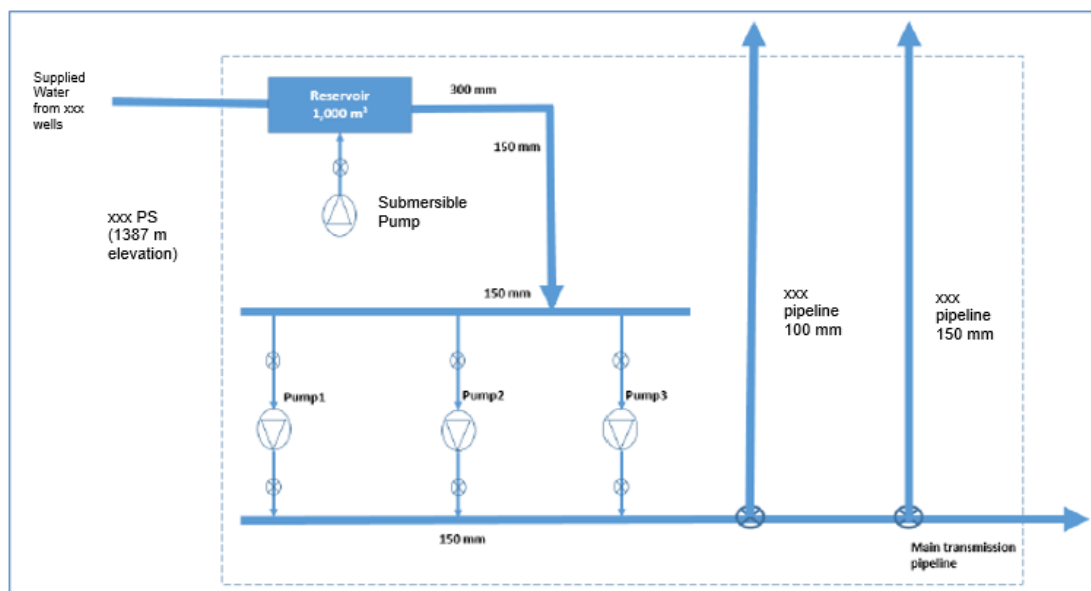 Supplied
Water
from xxx
wells
Reservoir
1,000 m³
300 mm
150 mm
xxx PS
(1387 m
elevation)
Submersible
Pump
150 mm
xxx
pipeline
100 mm
xxx
pipeline
150 mm
Pump1
Pump2
Pump3
150 mm
Main transmission
pipeline